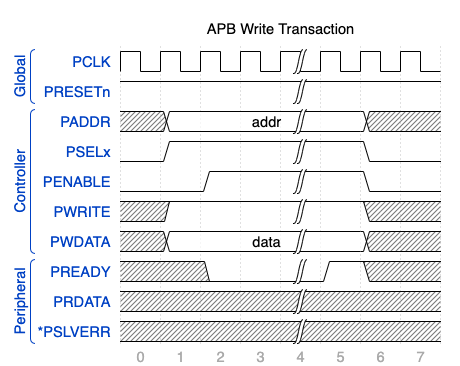 APB Write Transaction
Global
PCLK
PRESETn
Controller
PADDR addr
PSELx
PENABLE
PWRITE
PWDATA data
Peripheral
PREADY
PRDATA
*PSLVERR
0 1 2 3 4 5 6 7